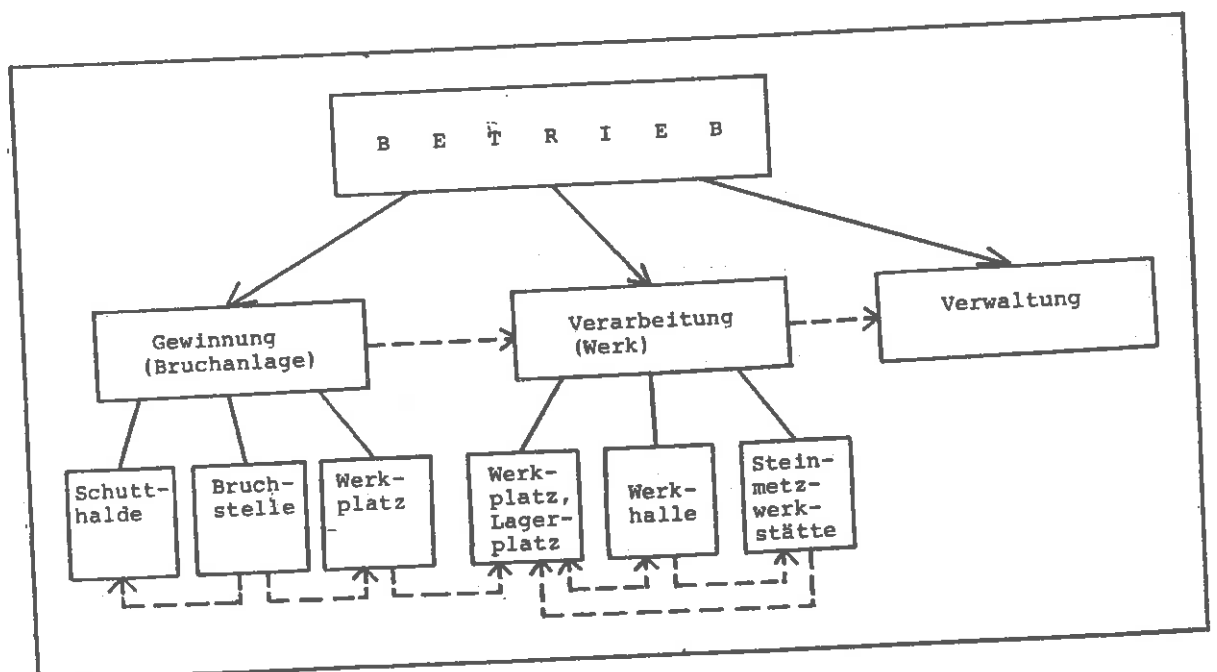 B E T R I E B
Gewinnung
(Bruchanlage)
Verarbeitung
(Werk)
Verwaltung
Schutt-
halde
Bruch-
stelle
Werk-
platz
Werk-
platz,
Lager-
platz
Werk-
halle
Stein-
metz-
werk-
stätte